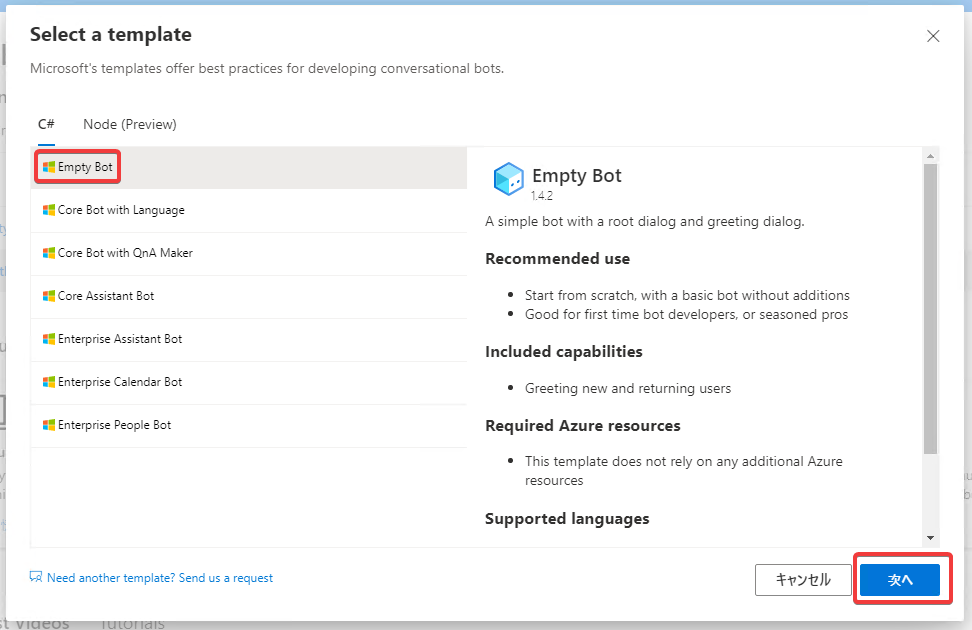 Select a template
Microsoft's templates offer best practices for developing conversational bots.
C#
Node (Preview)
Empty Bot
Core Bot with Language
Core Bot with QnA Maker
Core Assistant Bot
Enterprise Assistant Bot
Enterprise Calendar Bot
Enterprise People Bot
Empty Bot
1.4.2
A simple bot with a root dialog and greeting dialog.
Recommended use
Start from scratch, with a basic bot without additions
Good for first time bot developers, or seasoned pros
Included capabilities
Greeting new and returning users
Required Azure resources
This template does not rely on any additional Azure
resources
Supported languages
Need another template? Send us a request
キャンセル
次へ
Videos
Tutorials